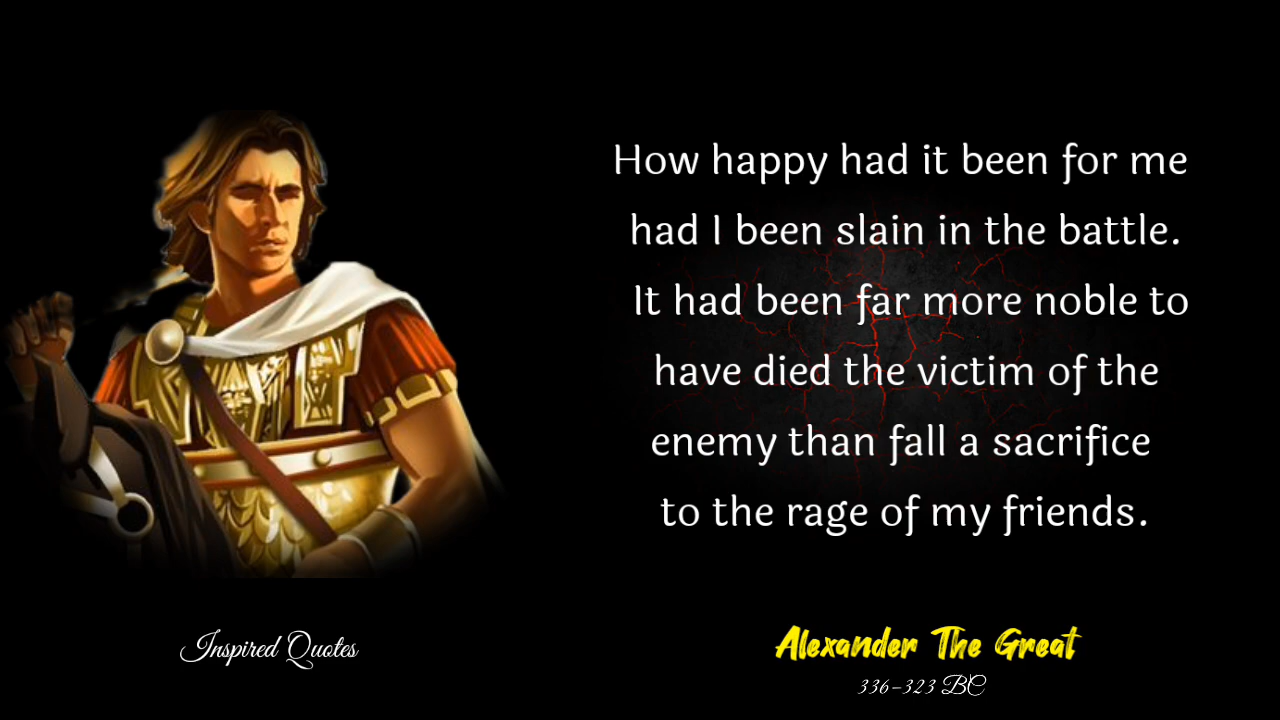 How happy had it been for me
had I been slain in the battle.
It had been far more noble to
have died the victim of the
enemy than fall a sacrifice
to the rage of my friends.
Inspired Quotes
Alexander The Great
336-323 BC